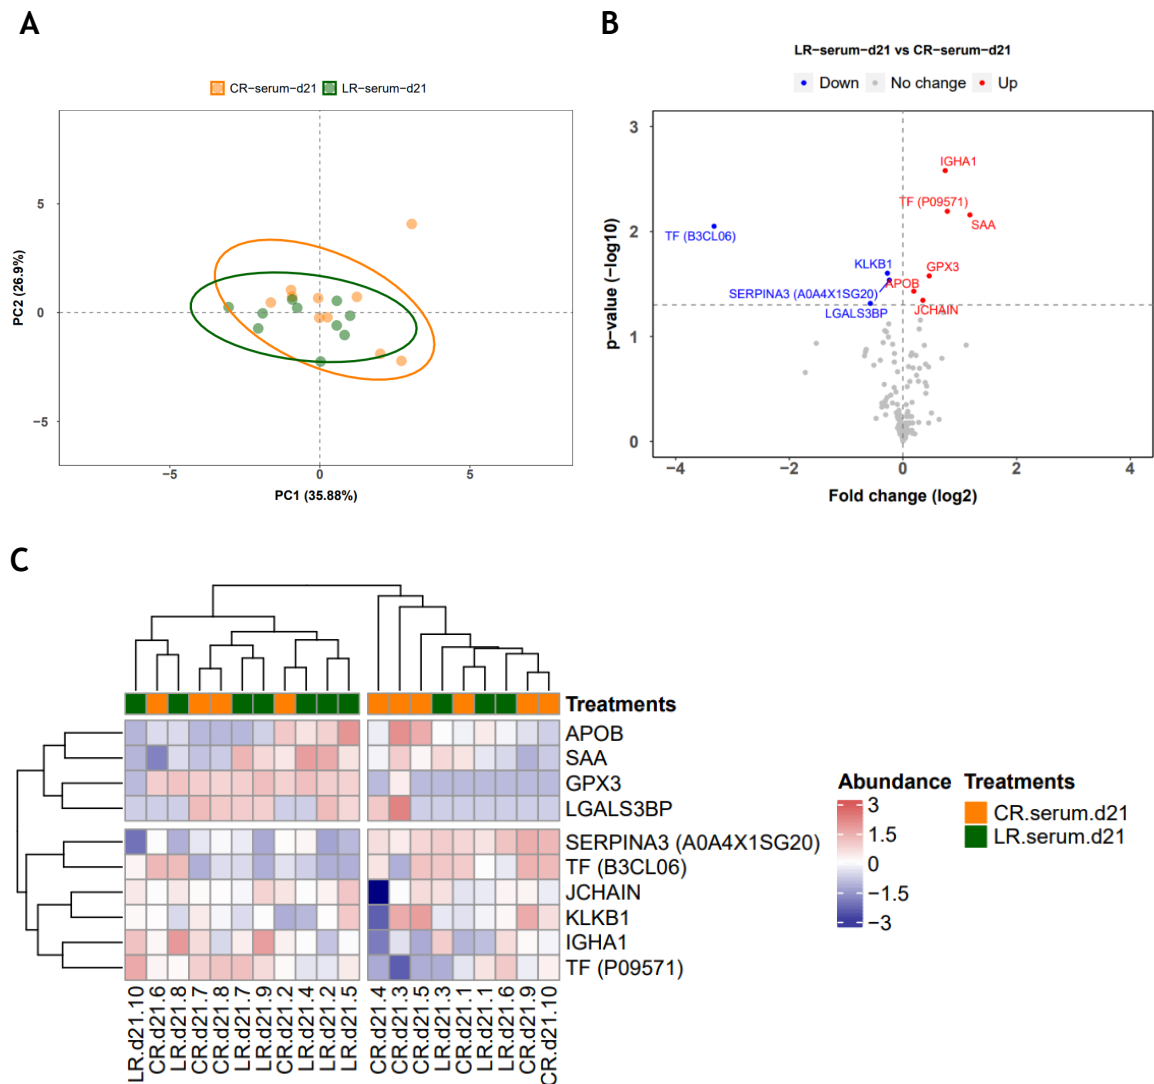 A
CR−serum−d21 LR−serum−d21
5
0
−5
−5 0 5
PC2 (26.9%)
PC1 (35.88%)
B
LR−serum−d21 vs CR−serum−d21
Down No change Up
3
2
1
0
−4 −2 0 2 4
p−value (−log10)
Fold change (log2)
IGHA1
TF (P09571)
SAA
TF (B3CL06)
KLKB1
GPX3
SERPINA3 (A0A4X1SG20)
APOB
LGALS3BP
JCHAIN
C
Treatments
APOB
SAA
GPX3
LGALS3BP
SERPINA3 (A0A4X1SG20)
TF (B3CL06)
JCHAIN
KLKB1
IGHA1
TF (P09571)
LR.d21.10
CR.d21.6
LR.d21.8
CR.d21.7
CR.d21.8
LR.d21.7
LR.d21.9
CR.d21.2
LR.d21.4
LR.d21.2
LR.d21.5
CR.d21.4
CR.d21.3
CR.d21.5
LR.d21.3
CR.d21.1
LR.d21.1
LR.d21.6
CR.d21.9
CR.d21.10
Abundance
3
1.5
0
−1.5
−3
Treatments
CR.serum.d21
LR.serum.d21